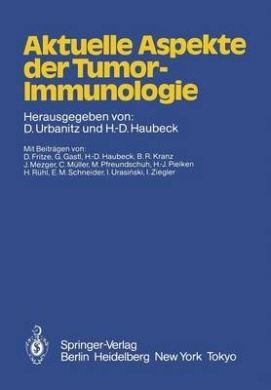 Aktuelle Aspekte
der Tumor-
Immunologie
Herausgegeben von:
D. Urbanitz und H.-D. Haubeck
Mit Beiträgen von:
D. Fritze, G. Gastl, H.-D. Haubeck, B. R. Kranz
J. Mezger, C. Müller, M. Pfreundschuh, H.-J. Pielken
H. Rühl, E. M. Schneider, I. Urasiński, I. Ziegler
Springer-Verlag
Berlin Heidelberg New York Tokyo